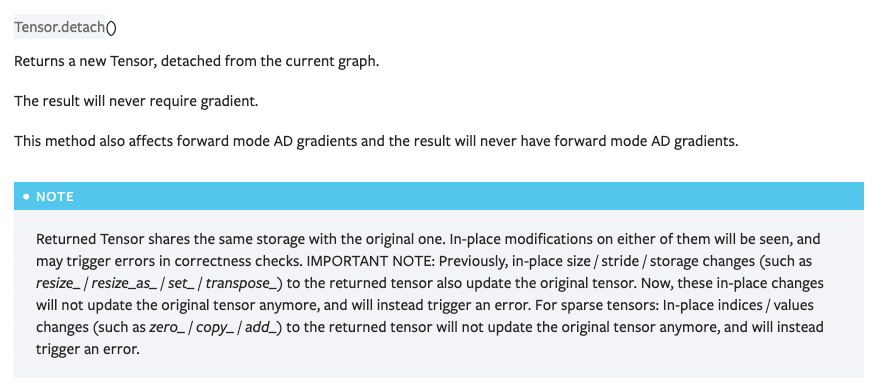 Tensor.detach()
Returns a new Tensor, detached from the current graph.
The result will never require gradient.
This method also affects forward mode AD gradients and the result will never have forward mode AD gradients.
NOTE
Returned Tensor shares the same storage with the original one. In-place modifications on either of them will be seen, and
may trigger errors in correctness checks. IMPORTANT NOTE: Previously, in-place size / stride / storage changes (such as
resize_ / resize_as_ / set_ / transpose_) to the returned tensor also update the original tensor. Now, these in-place changes
will not update the original tensor anymore, and will instead trigger an error. For sparse tensors: In-place indices / values
changes (such as zero_ / copy_ / add_) to the returned tensor will not update the original tensor anymore, and will instead
trigger an error.